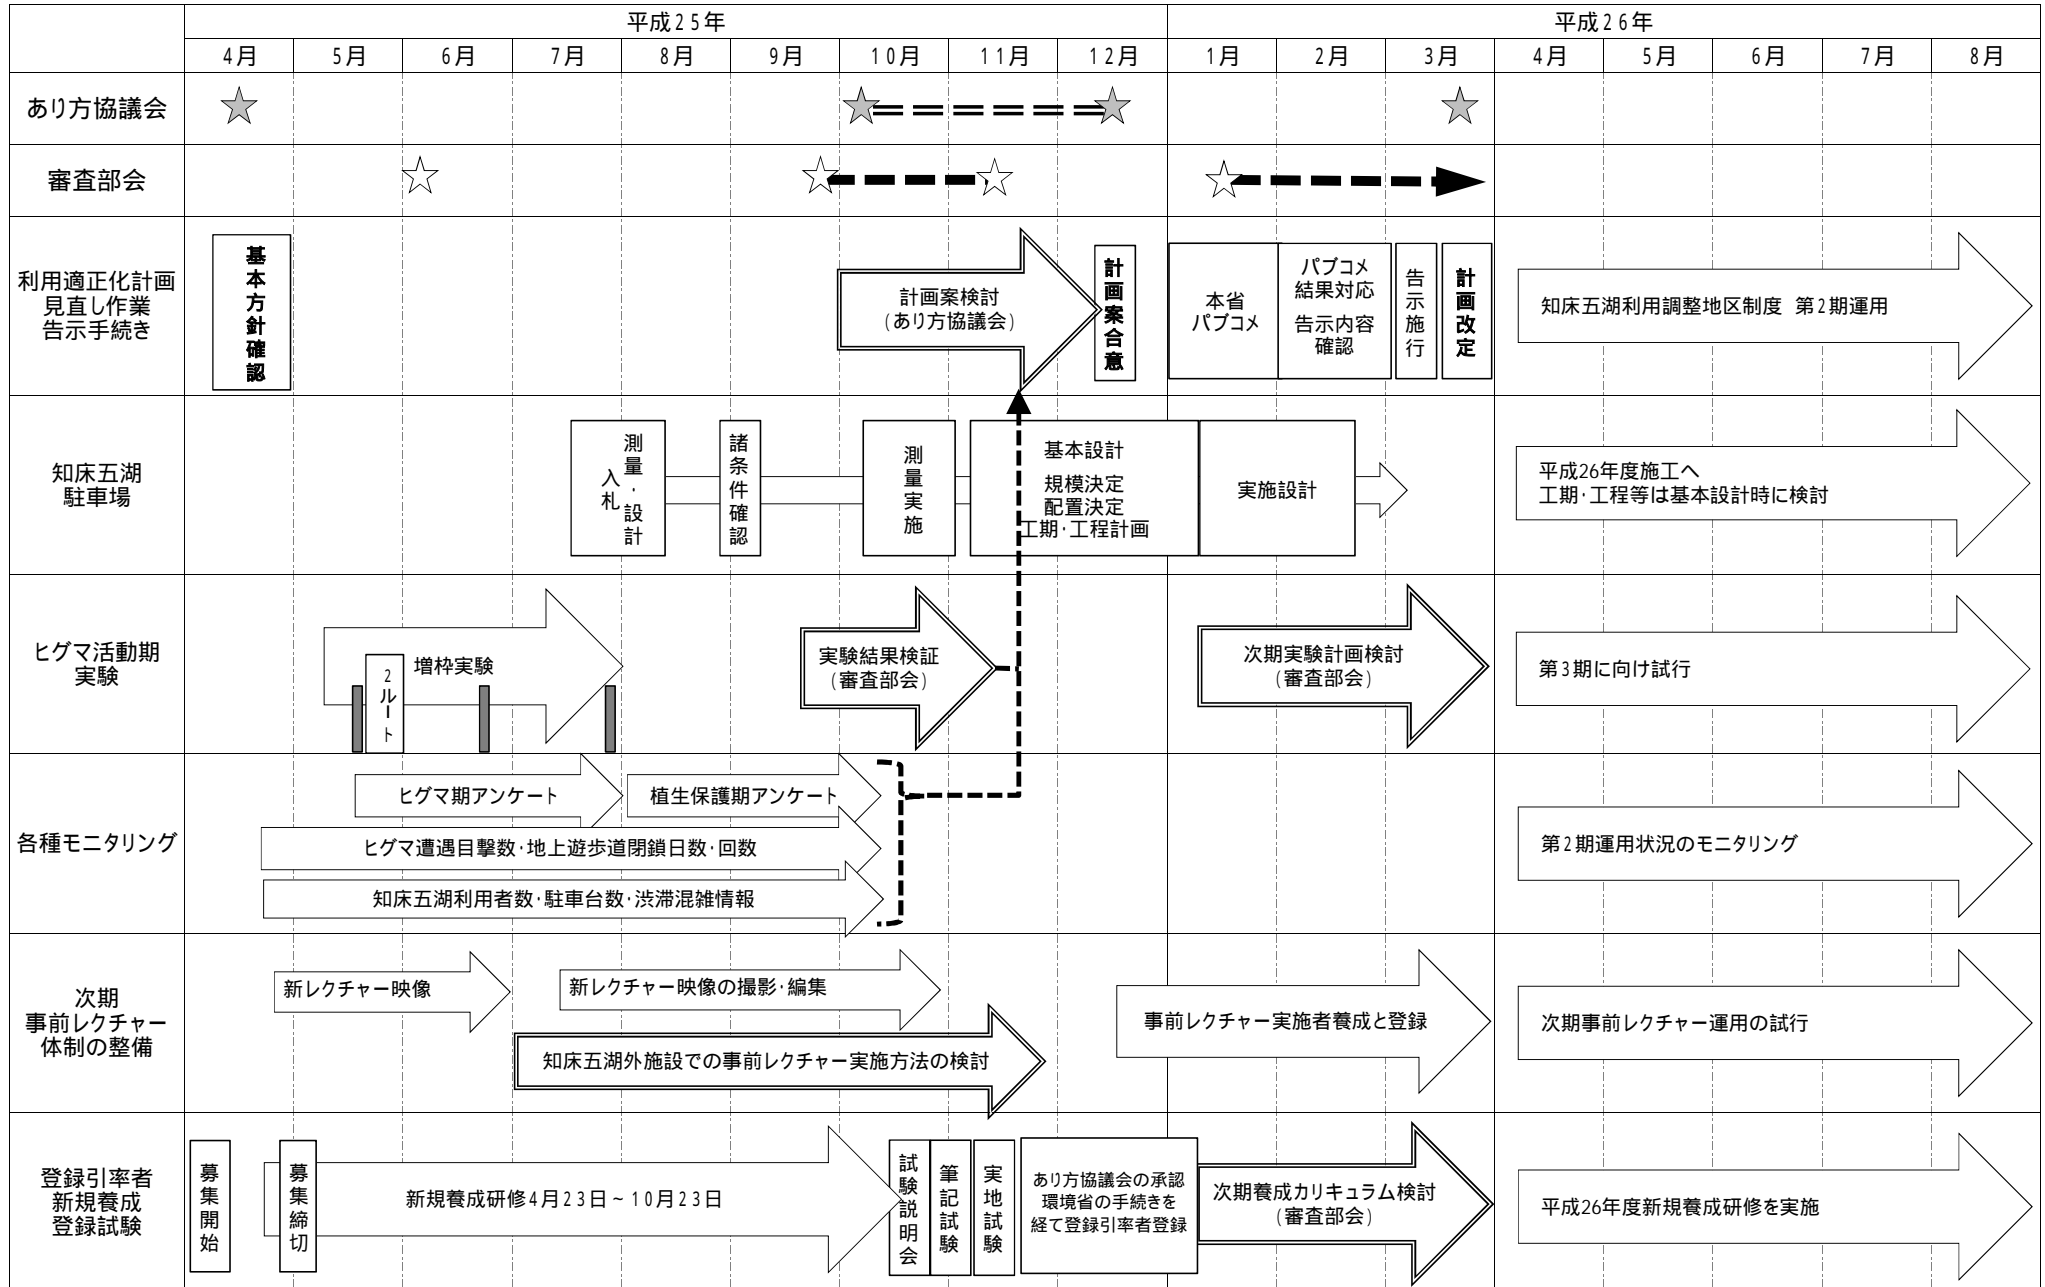 平成25年
平成26年
4月
5月
6月
7月
8月
9月
10月
11月
12月
1月
2月
3月
4月
5月
6月
7月
8月
あり方協議会
審査部会
利用適正化計画
見直し作業
告示手続き
基本方針確認
計画案検討
(あり方協議会)
計画案合意
本省
パブコメ
パブコメ
結果対応
告示内容
確認
告示施行
計画改定
知床五湖利用調整地区制度 第2期運用
知床五湖
駐車場
測量・設計
入札
諸条件確認
測量実施
基本設計
規模決定
配置決定
工期・工程計画
実施設計
平成26年度施工へ
工期・工程等は基本設計時に検討
ヒグマ活動期
実験
増枠実験
2ルート
実験結果検証
(審査部会)
次期実験計画検討
(審査部会)
第3期に向け試行
各種モニタリング
ヒグマ期アンケート
植生保護期アンケート
ヒグマ遭遇目撃数・地上遊歩道閉鎖日数・回数
知床五湖利用者数・駐車台数・渋滞混雑情報
第2期運用状況のモニタリング
次期
事前レクチャー
体制の整備
新レクチャー映像
新レクチャー映像の撮影・編集
知床五湖外施設での事前レクチャー実施方法の検討
事前レクチャー実施者養成と登録
次期事前レクチャー運用の試行
登録引率者
新規養成
登録試験
募集開始
募集締切
新規養成研修4月23日~10月23日
試験説明会
筆記試験
実地試験
あり方協議会の承認
環境省の手続きを
経て登録引率者登録
次期養成カリキュラム検討
(審査部会)
平成26年度新規養成研修を実施